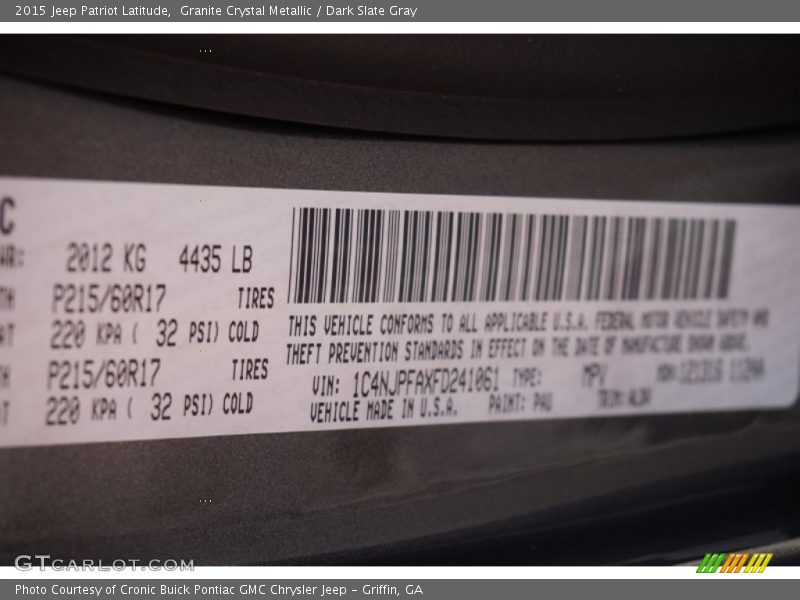 2015 Jeep Patriot Latitude,  Granite Crystal Metallic / Dark Slate Gray
C
2012 KG 4435 LB
P215/60R17 TIRES
220 KPA ( 32 PSI) COLD
P215/60R17 TIRES
220 KPA ( 32 PSI) COLD
THIS VEHICLE CONFORMS TO ALL APPLICABLE U.S.A. FEDERAL MOTOR VEHICLE SAFETY AND
THEFT PREVENTION STANDARDS IN EFFECT ON THE DATE OF MANUFACTURE SHOWN ABOVE.
VIN: 1C4NJPFAXFD241061 TYPE: MPV
VEHICLE MADE IN U.S.A. PAINT: PAU
GTCARLOT.COM
Photo Courtesy of Cronic Buick Pontiac GMC Chrysler Jeep - Griffin, GA